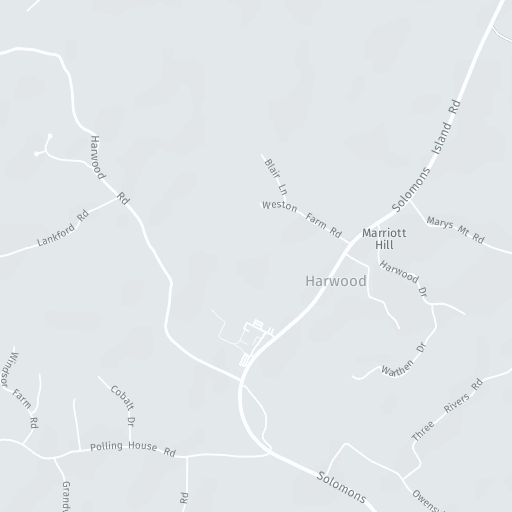 Solomons Island Rd
Harwood Rd
Blair Ln
Weston Farm Rd
Lankford Rd
Marys Mt Rd
Marriott
Hill
Harwood Dr
Harwood
Warthen Dr
Windsor Farm Rd
Cobalt Dr
Three Rivers Rd
Polling House Rd
Solomons
Rd